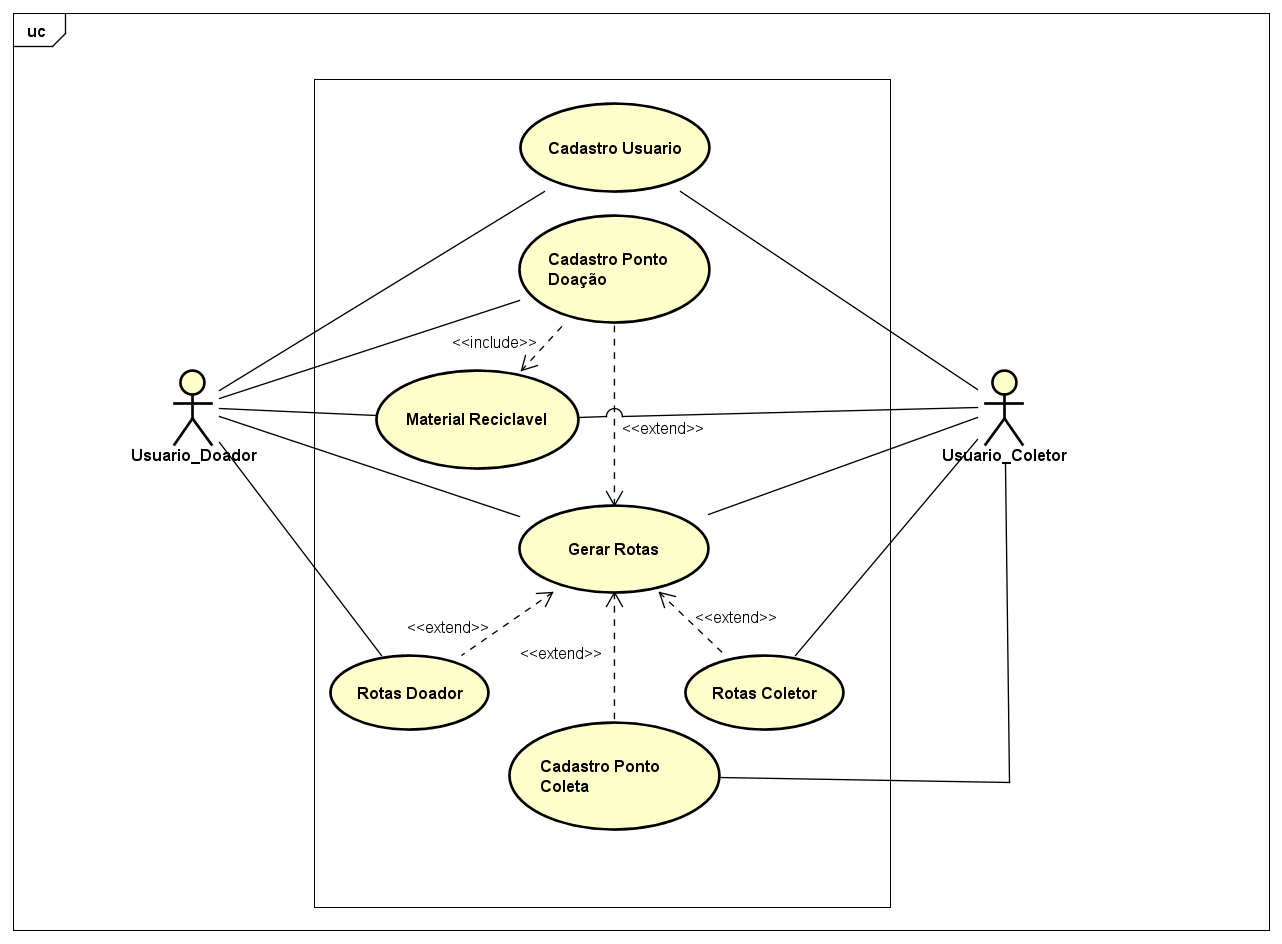 uc
Cadastro Usuario
Cadastro Ponto
Doação
<<include>>
Material Reciclavel
<<extend>>
Usuario_Doador
Usuario_Coletor
Gerar Rotas
<<extend>>
<<extend>>
<<extend>>
Rotas Doador
Rotas Coletor
Cadastro Ponto
Coleta